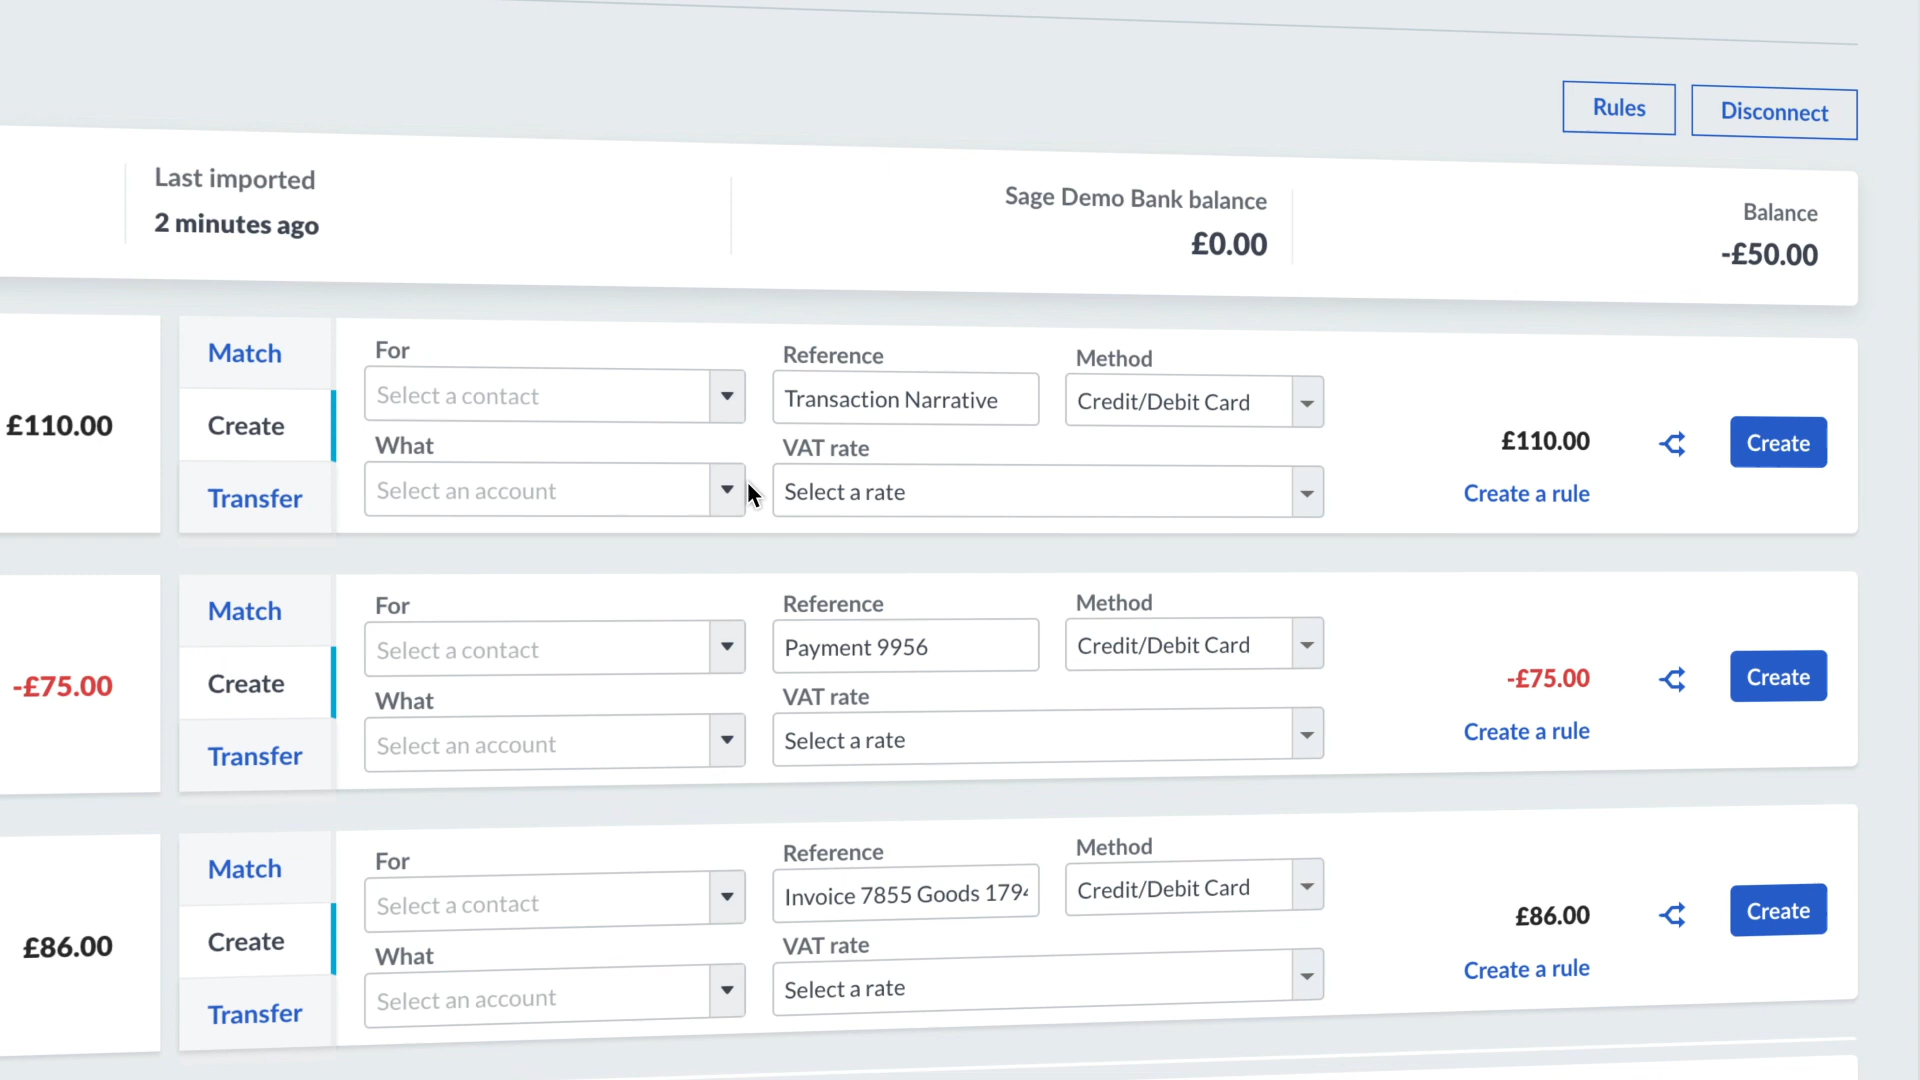 Rules
Disconnect
Last imported
2 minutes ago
Sage Demo Bank balance
£0.00
Balance
-£50.00
£110.00
Match
Create
Transfer
For
Select a contact
Reference
Transaction Narrative
Method
Credit/Debit Card
What
Select an account
VAT rate
Select a rate
£110.00
Create a rule
Create
-£75.00
Match
Create
Transfer
For
Select a contact
Reference
Payment 9956
Method
Credit/Debit Card
What
Select an account
VAT rate
Select a rate
-£75.00
Create a rule
Create
£86.00
Match
Create
Transfer
For
Select a contact
Reference
Invoice 7855 Goods 179
Method
Credit/Debit Card
What
Select an account
VAT rate
Select a rate
£86.00
Create a rule
Create